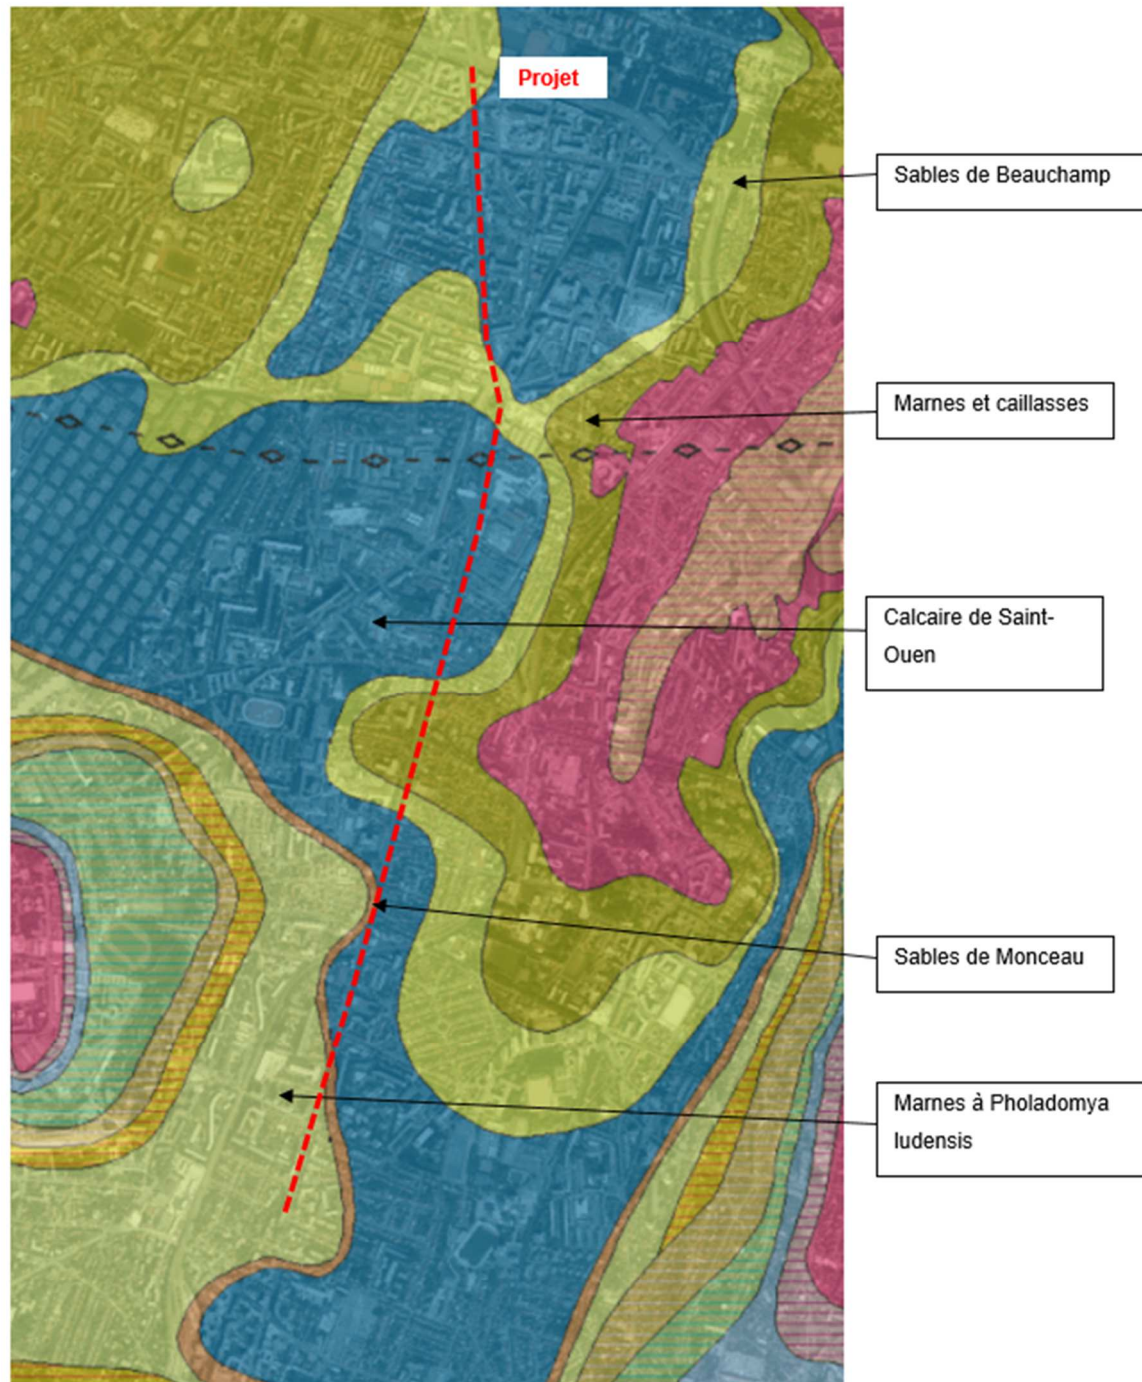 Projet
Sables de Beauchamp
Marnes et caillasses
Calcaire de Saint-
Ouen
Sables de Monceau
Marnes à Pholadomya
ludensis